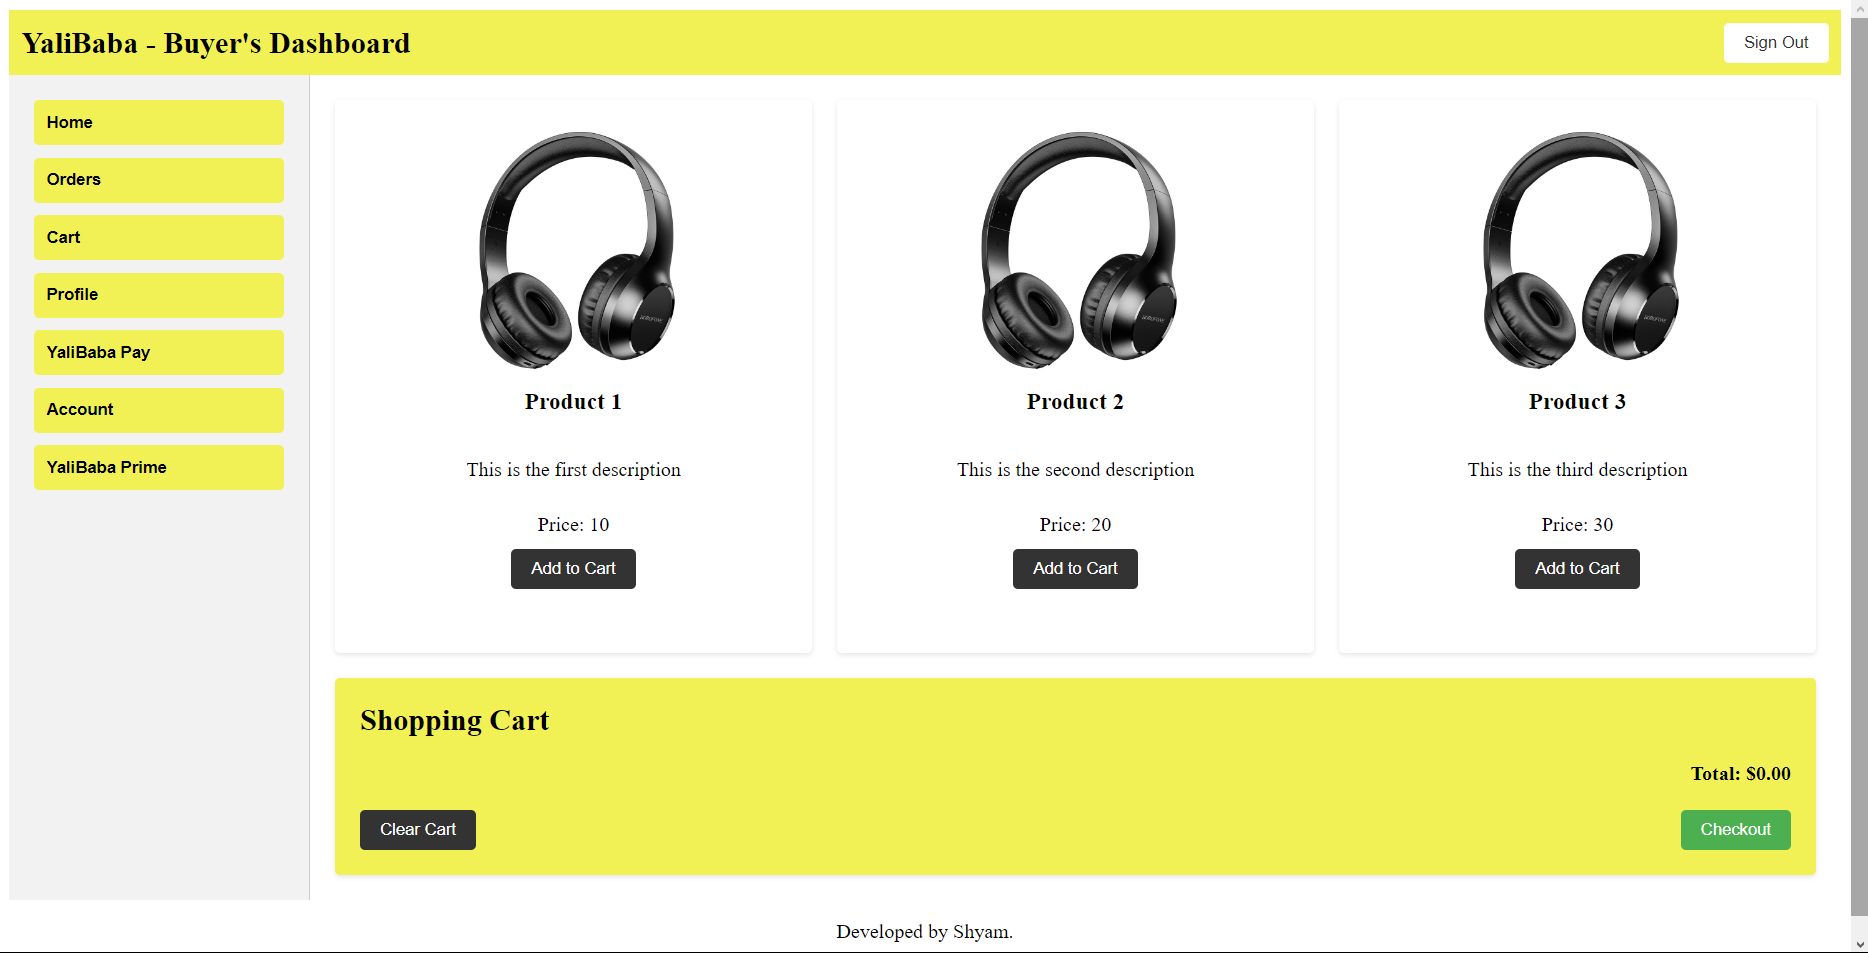 YaliBaba - Buyer's Dashboard
Sign Out
Home
Orders
Cart
Profile
YaliBaba Pay
Account
YaliBaba Prime
Product 1
This is the first description
Price: 10
Add to Cart
Product 2
This is the second description
Price: 20
Add to Cart
Product 3
This is the third description
Price: 30
Add to Cart
Shopping Cart
Total: $0.00
Clear Cart
Checkout
Developed by Shyam.